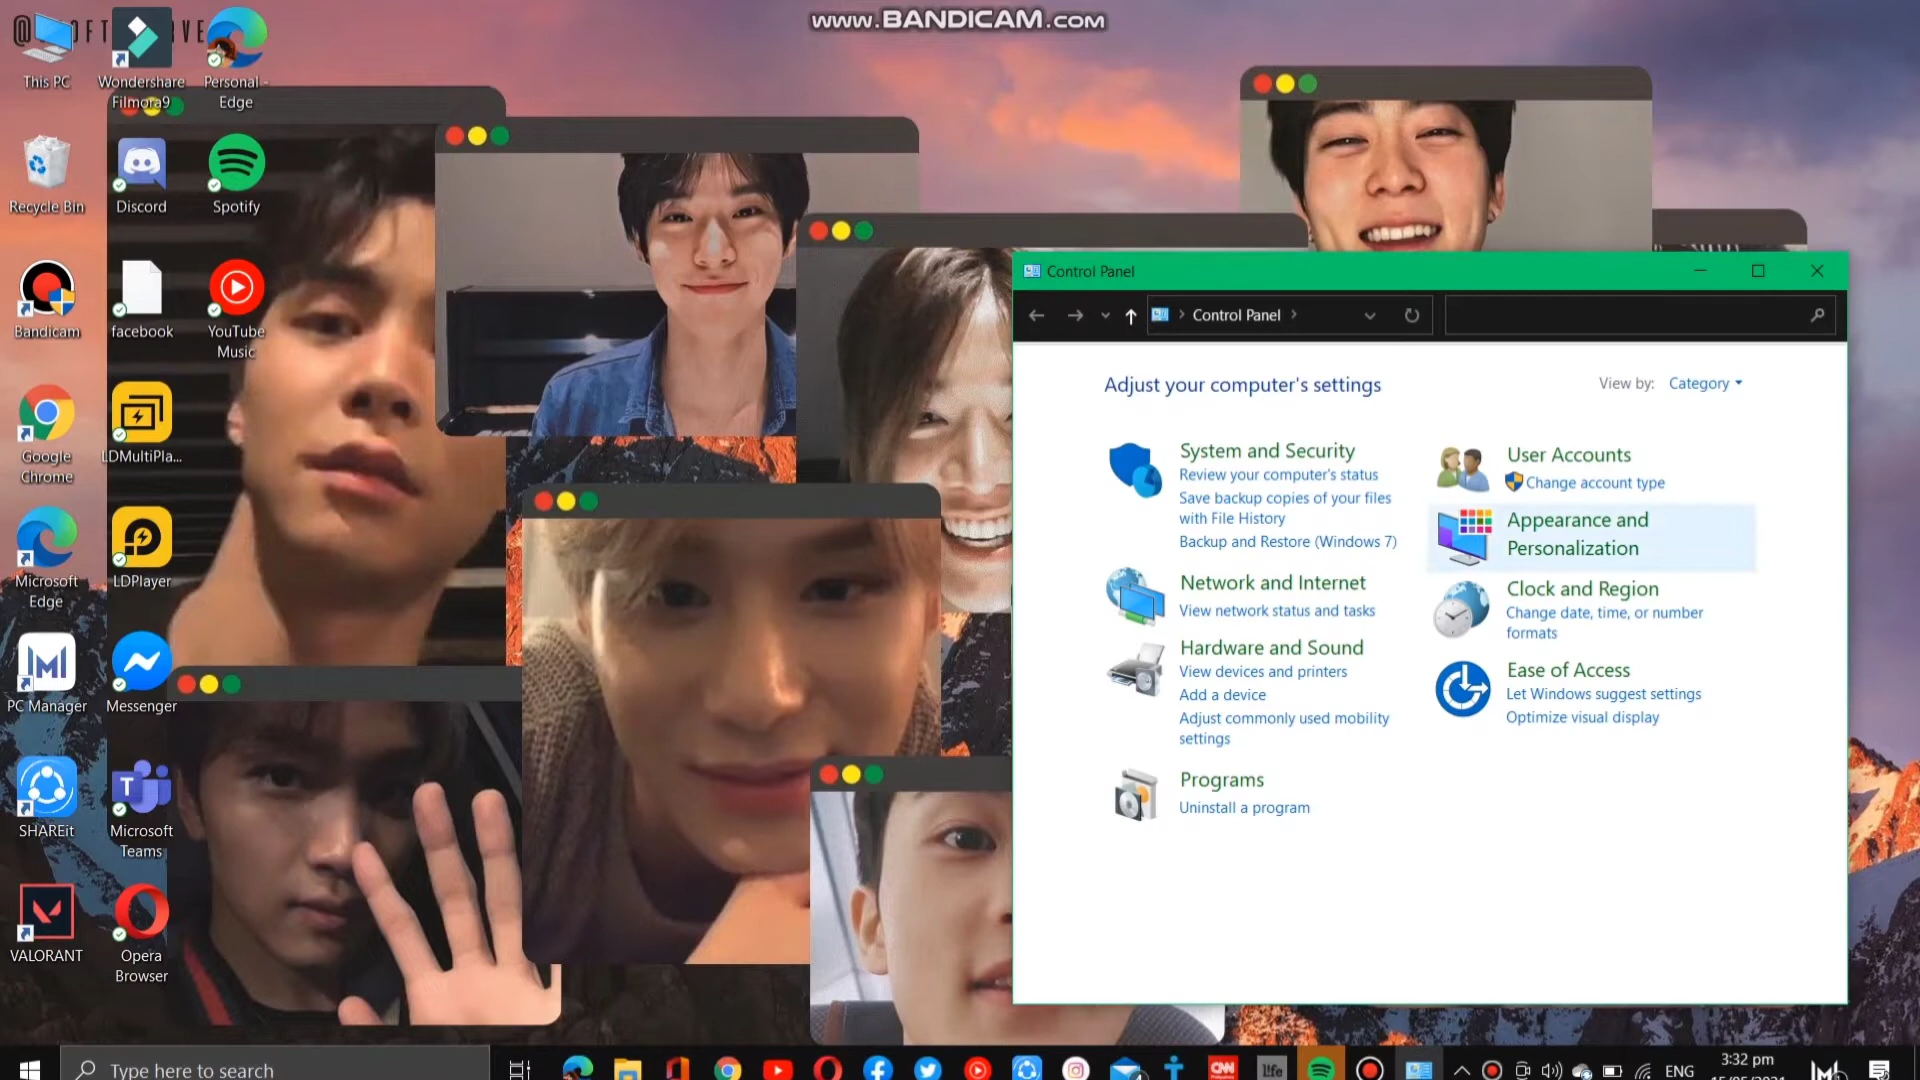 www.BANDICAM.com
This PC
Wondershare
Filmora9
Personal -
Edge
Recycle Bin
Discord
Spotify
Bandicam
facebook
YouTube
Music
Google
Chrome
LDMultiPla...
Microsoft
Edge
LDPlayer
PC Manager
Messenger
SHAREit
Microsoft
Teams
VALORANT
Opera
Browser
Control Panel
Control Panel
Adjust your computer's settings
View by: Category
System and Security
Review your computer's status
Save backup copies of your files
with File History
Backup and Restore (Windows 7)
Network and Internet
View network status and tasks
Hardware and Sound
View devices and printers
Add a device
Adjust commonly used mobility
settings
Programs
Uninstall a program
User Accounts
Change account type
Appearance and
Personalization
Clock and Region
Change date, time, or number
formats
Ease of Access
Let Windows suggest settings
Optimize visual display
Type here to search
CNN
life
ENG
3:32 pm